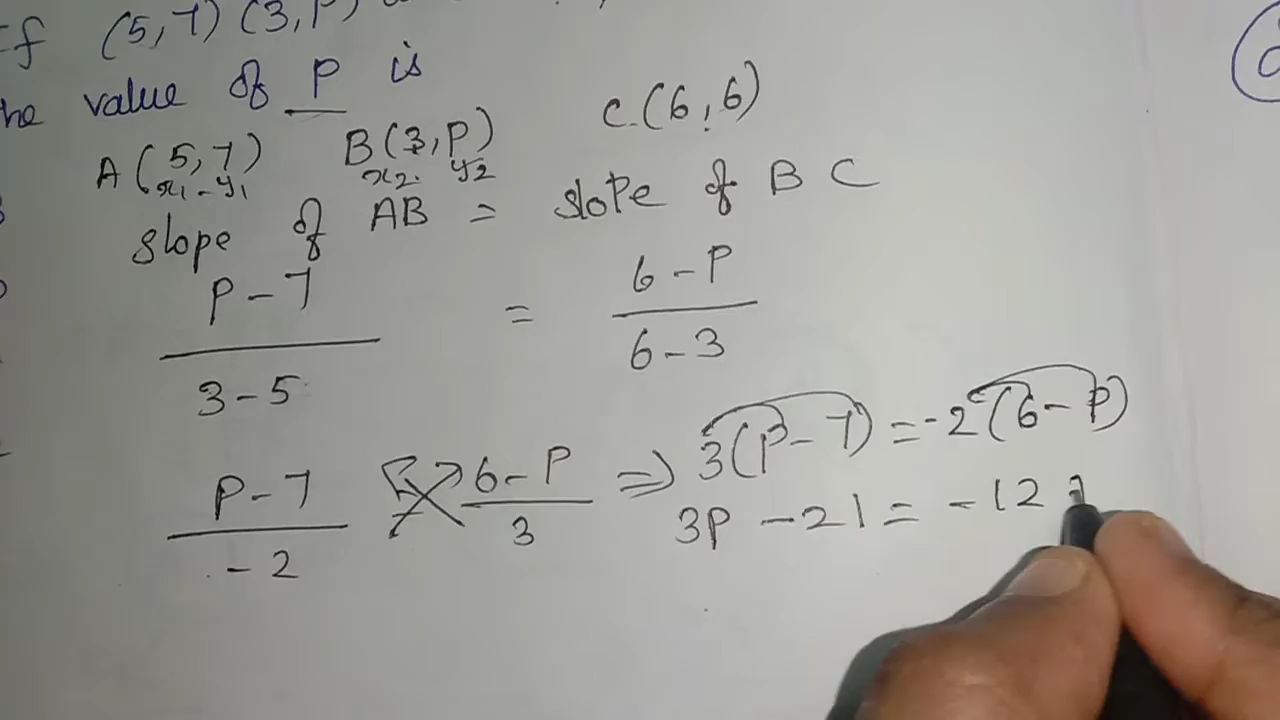 If (5,7) (3,P)
the value of P is
A (5,7) B(3,P) C.(6,6)
x1 - y1 x2. y2
slope of AB = slope of BC
P-7 = 6-P
3-5 6-3
3(P-7) = -2(6-P)
P-7 6-P ⇒
-2 3
3P -21 = -12